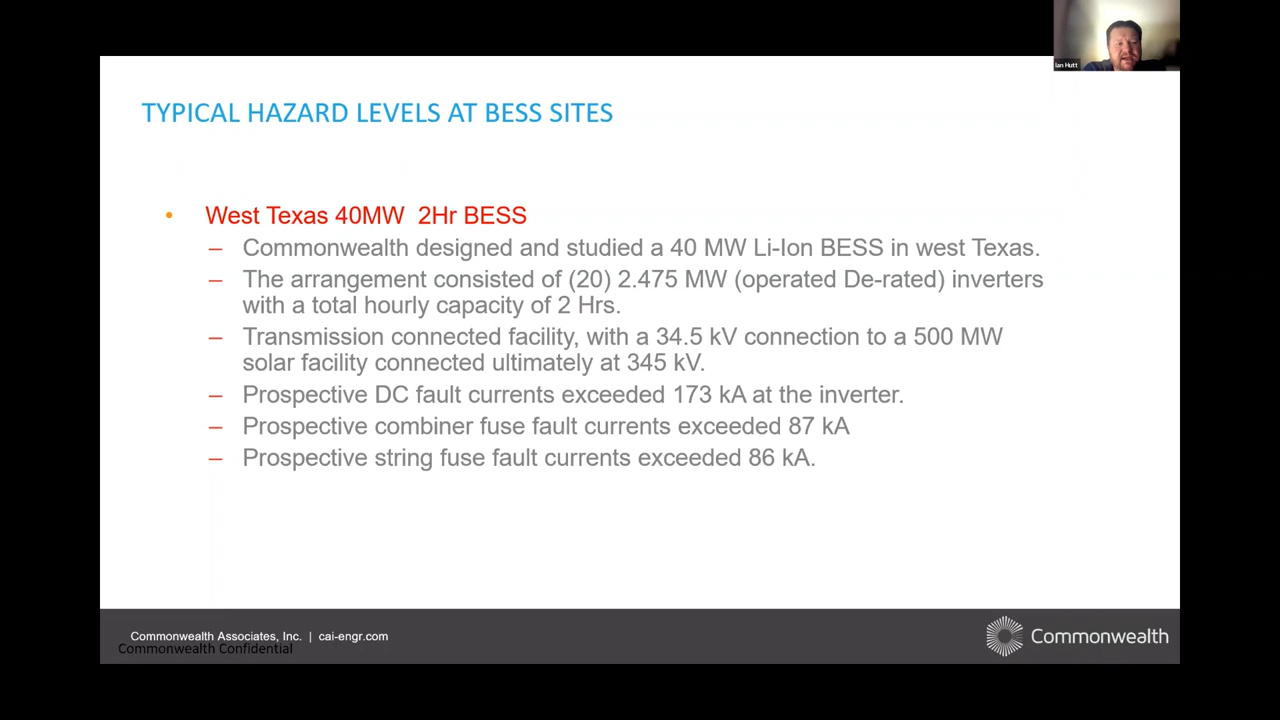 Ian Hutt
TYPICAL HAZARD LEVELS AT BESS SITES
• West Texas 40MW  2Hr BESS
– Commonwealth designed and studied a 40 MW Li-Ion BESS in west Texas.
– The arrangement consisted of (20) 2.475 MW (operated De-rated) inverters
with a total hourly capacity of 2 Hrs.
– Transmission connected facility, with a 34.5 kV connection to a 500 MW
solar facility connected ultimately at 345 kV.
– Prospective DC fault currents exceeded 173 kA at the inverter.
– Prospective combiner fuse fault currents exceeded 87 kA
– Prospective string fuse fault currents exceeded 86 kA.
Commonwealth Associates, Inc. | cai-engr.com
Commonwealth Confidential
Commonwealth